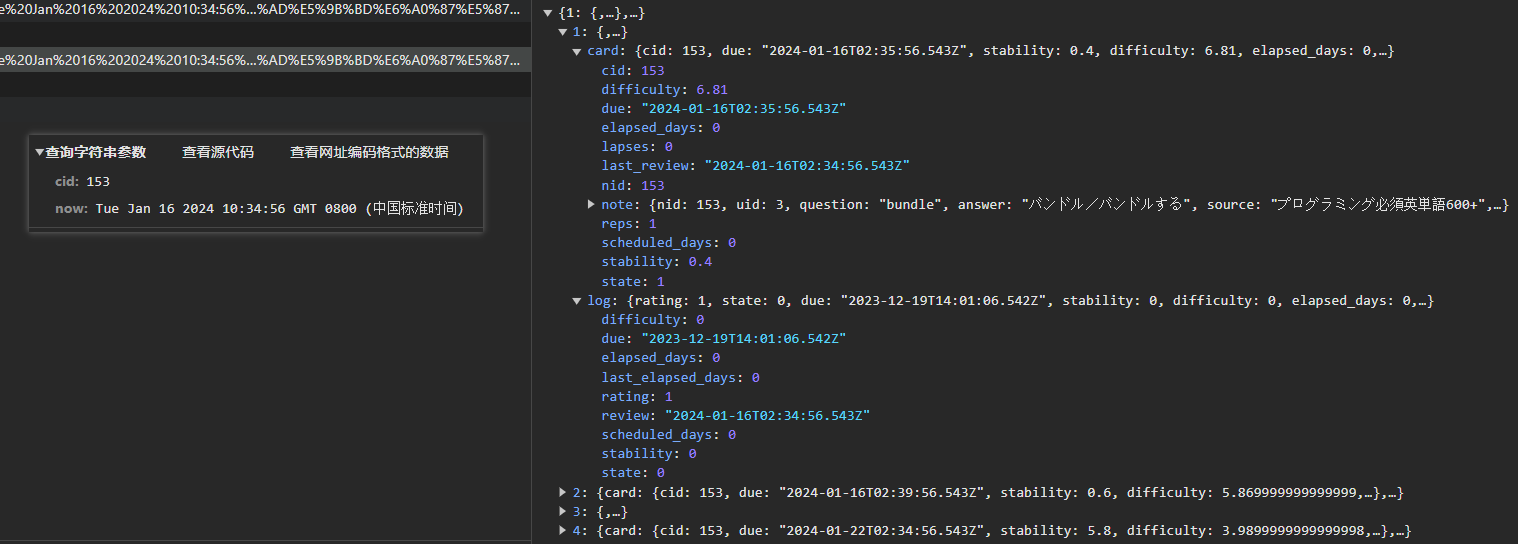 e%20Jan%2016%202024%2010:34:56%...%AD%E5%9B%BD%E6%A0%87%E5%87...
e%20Jan%2016%202024%2010:34:56%...%AD%E5%9B%BD%E6%A0%87%E5%87...
▼查询字符串参数 查看源代码 查看网址编码格式的数据
cid: 153
now: Tue Jan 16 2024 10:34:56 GMT 0800 (中国标准时间)
▼ {1: {,…},…}
▼ 1: {,…}
▼ card: {cid: 153, due: "2024-01-16T02:35:56.543Z", stability: 0.4, difficulty: 6.81, elapsed_days: 0,…}
cid: 153
difficulty: 6.81
due: "2024-01-16T02:35:56.543Z"
elapsed_days: 0
lapses: 0
last_review: "2024-01-16T02:34:56.543Z"
nid: 153
▶ note: {nid: 153, uid: 3, question: "bundle", answer: "バンドル／バンドルする", source: "プログラミング必須英単語600+",…}
reps: 1
scheduled_days: 0
stability: 0.4
state: 1
▼ log: {rating: 1, state: 0, due: "2023-12-19T14:01:06.542Z", stability: 0, difficulty: 0, elapsed_days: 0,…}
difficulty: 0
due: "2023-12-19T14:01:06.542Z"
elapsed_days: 0
last_elapsed_days: 0
rating: 1
review: "2024-01-16T02:34:56.543Z"
scheduled_days: 0
stability: 0
state: 0
▶ 2: {card: {cid: 153, due: "2024-01-16T02:39:56.543Z", stability: 0.6, difficulty: 5.869999999999999,…},…}
▶ 3: {,…}
▶ 4: {card: {cid: 153, due: "2024-01-22T02:34:56.543Z", stability: 5.8, difficulty: 3.9899999999999998,…},…}